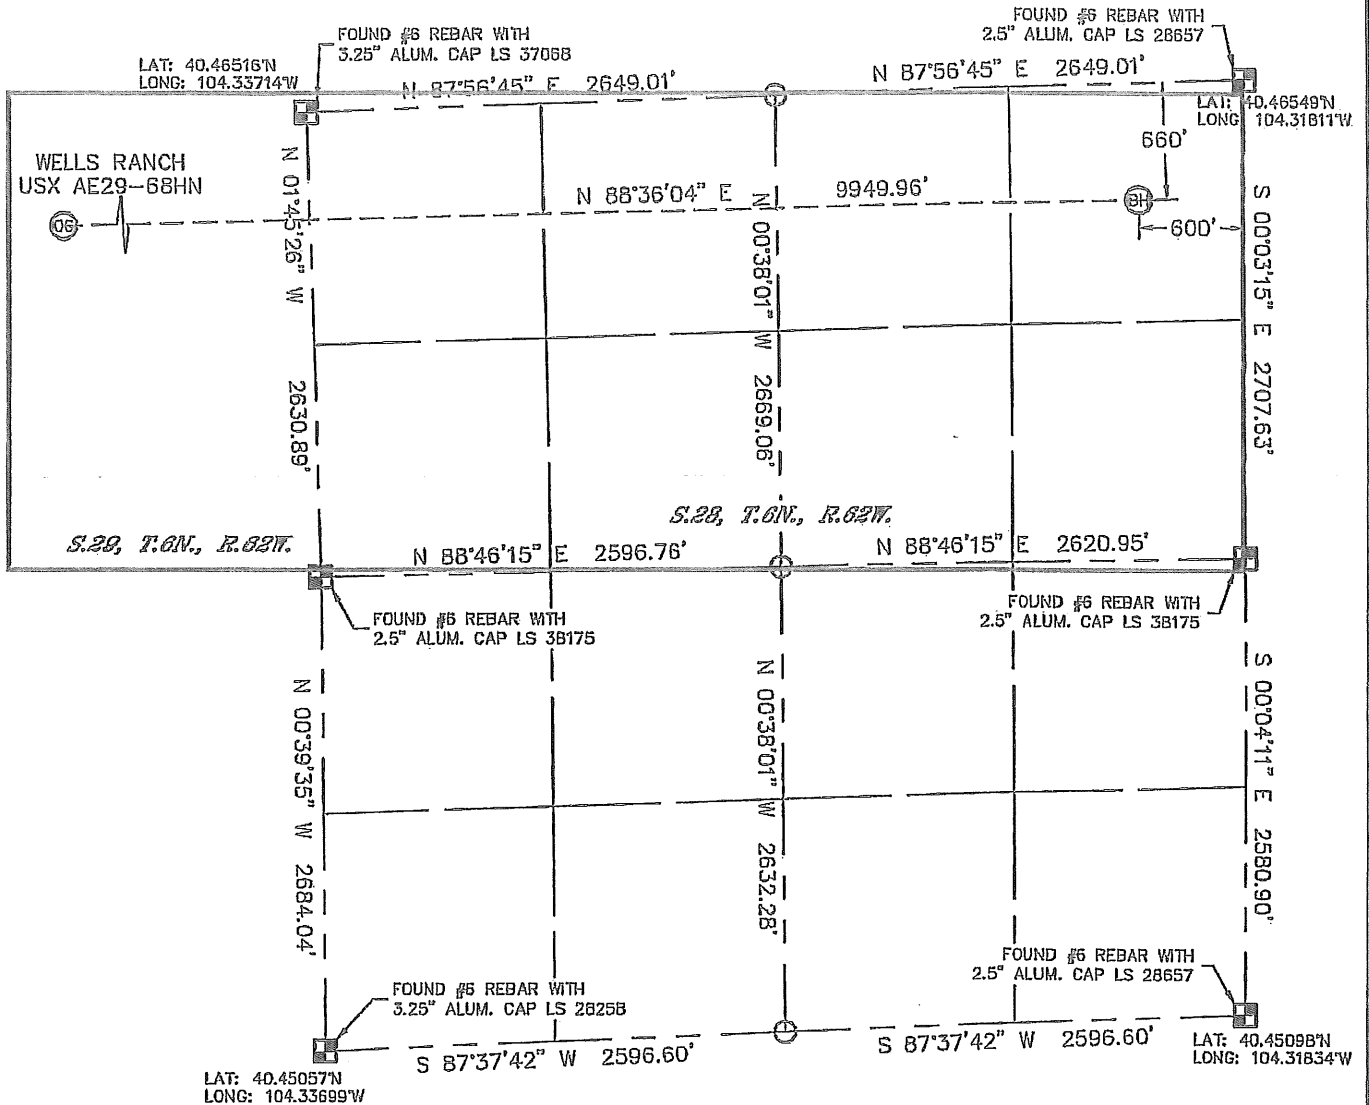 FOUND #6 REBAR WITH
2.5" ALUM. CAP LS 28657
FOUND #6 REBAR WITH
3.25" ALUM. CAP LS 37068
LAT: 40.46516°N
LONG: 104.33714°W
N 87°56'45" E 2649.01'
N 87°56'45" E 2649.01'
LAT: 40.46549°N
LONG: 104.31811°W
660'
WELLS RANCH
USX AE29-68HN
OG
N 88°36'04" E 9949.96'
BH
600'
N 01°45'26" W 2630.89'
N 00°38'01" W 2669.06'
S 00°03'15" E 2707.63'
S.29, T.6N., R.62W.
S.28, T.6N., R.62W.
N 88°46'15" E 2596.76'
N 88°46'15" E 2620.95'
FOUND #6 REBAR WITH
2.5" ALUM. CAP LS 38175
FOUND #6 REBAR WITH
2.5" ALUM. CAP LS 38175
N 00°39'35" W 2684.04'
N 00°38'01" W 2632.28'
S 00°04'11" E 2580.90'
FOUND #6 REBAR WITH
3.25" ALUM. CAP LS 28258
FOUND #6 REBAR WITH
2.5" ALUM. CAP LS 28657
S 87°37'42" W 2596.60'
S 87°37'42" W 2596.60'
LAT: 40.45057°N
LONG: 104.33699°W
LAT: 40.45098°N
LONG: 104.31834°W